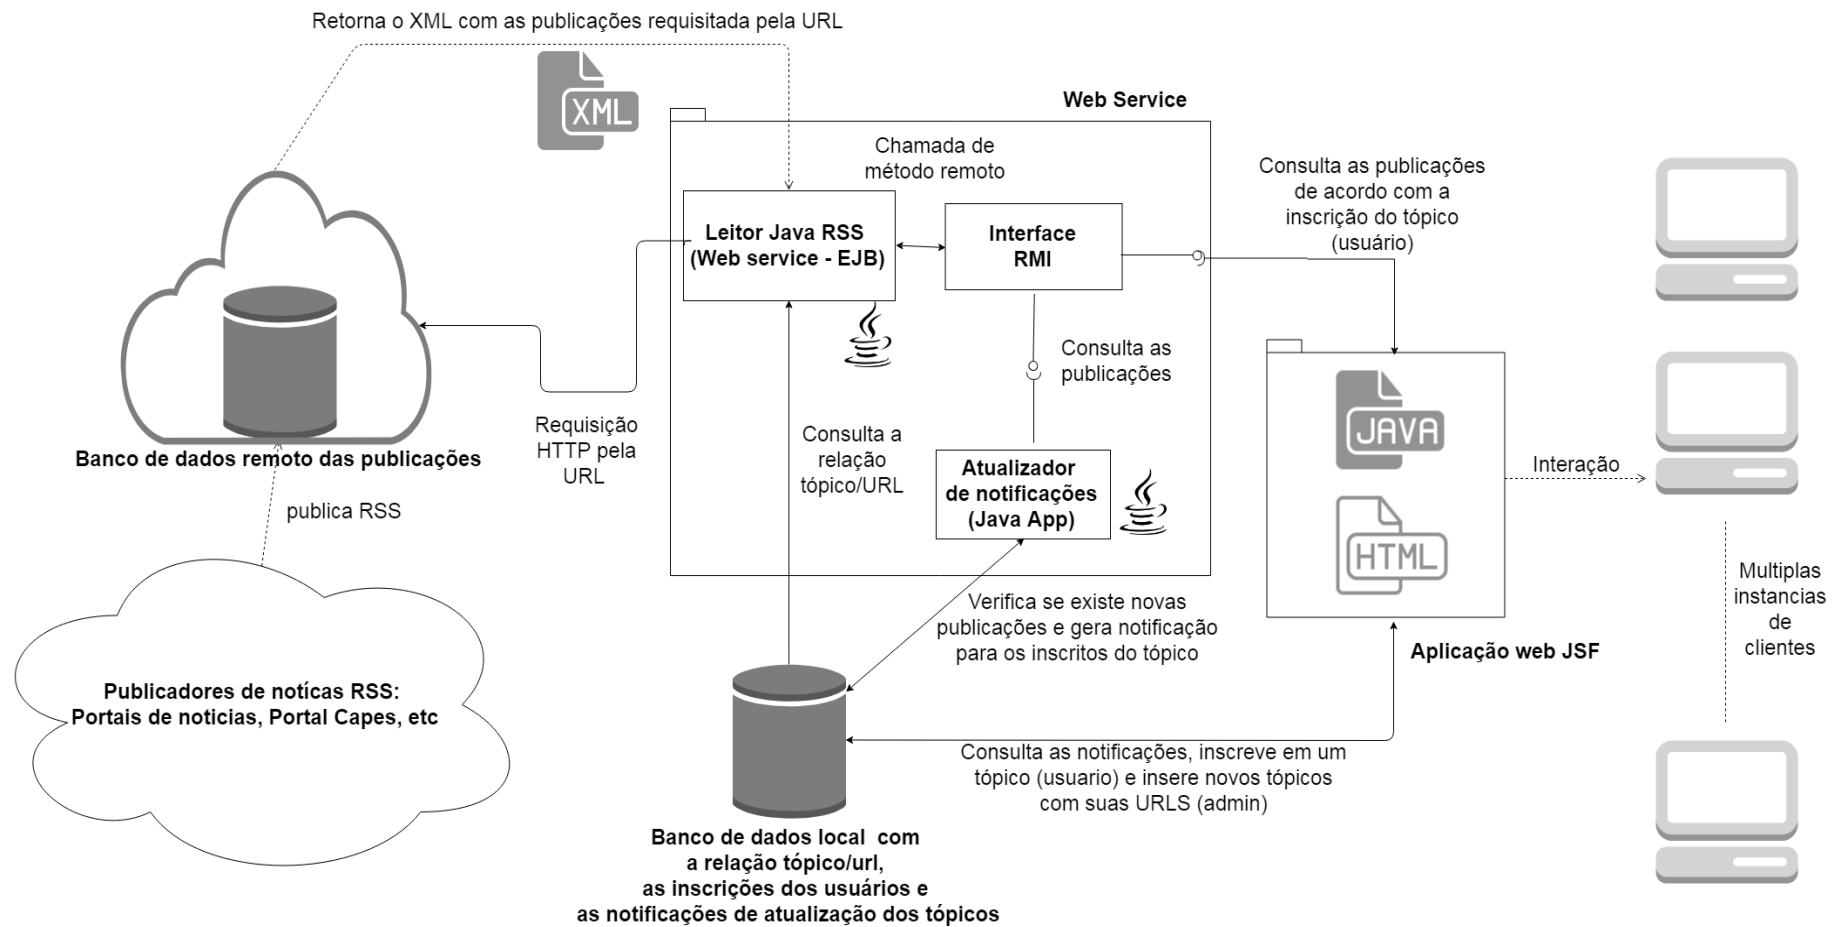 Retorna o XML com as publicações requisitada pela URL
XML
Web Service
Chamada de
método remoto
Consulta as publicações
de acordo com a
inscrição do tópico
(usuário)
Leitor Java RSS
(Web service - EJB)
Interface
RMI
Consulta as
publicações
Requisição
HTTP pela
URL
Consulta a
relação
tópico/URL
Atualizador
de notificações
(Java App)
JAVA
HTML
Interação
Banco de dados remoto das publicações
publica RSS
Verifica se existe novas
publicações e gera notificação
para os inscritos do tópico
Aplicação web JSF
Multiplas
instancias
de
clientes
Publicadores de notícas RSS:
Portais de noticias, Portal Capes, etc
Consulta as notificações, inscreve em um
tópico (usuario) e insere novos tópicos
com suas URLS (admin)
Banco de dados local com
a relação tópico/url,
as inscrições dos usuários e
as notificações de atualização dos tópicos